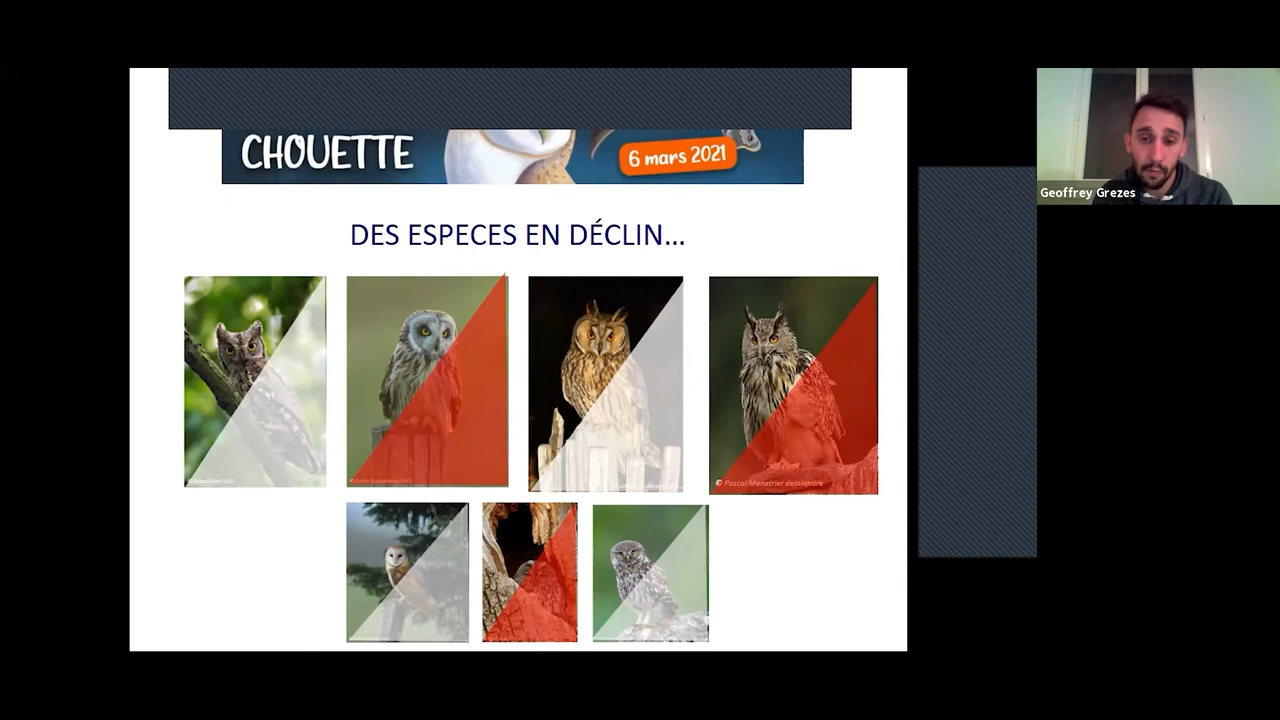 CHOUETTE
6 mars 2021
Geoffrey Grezes
DES ESPECES EN DÉCLIN...
© Pascal Menetrier delalandre